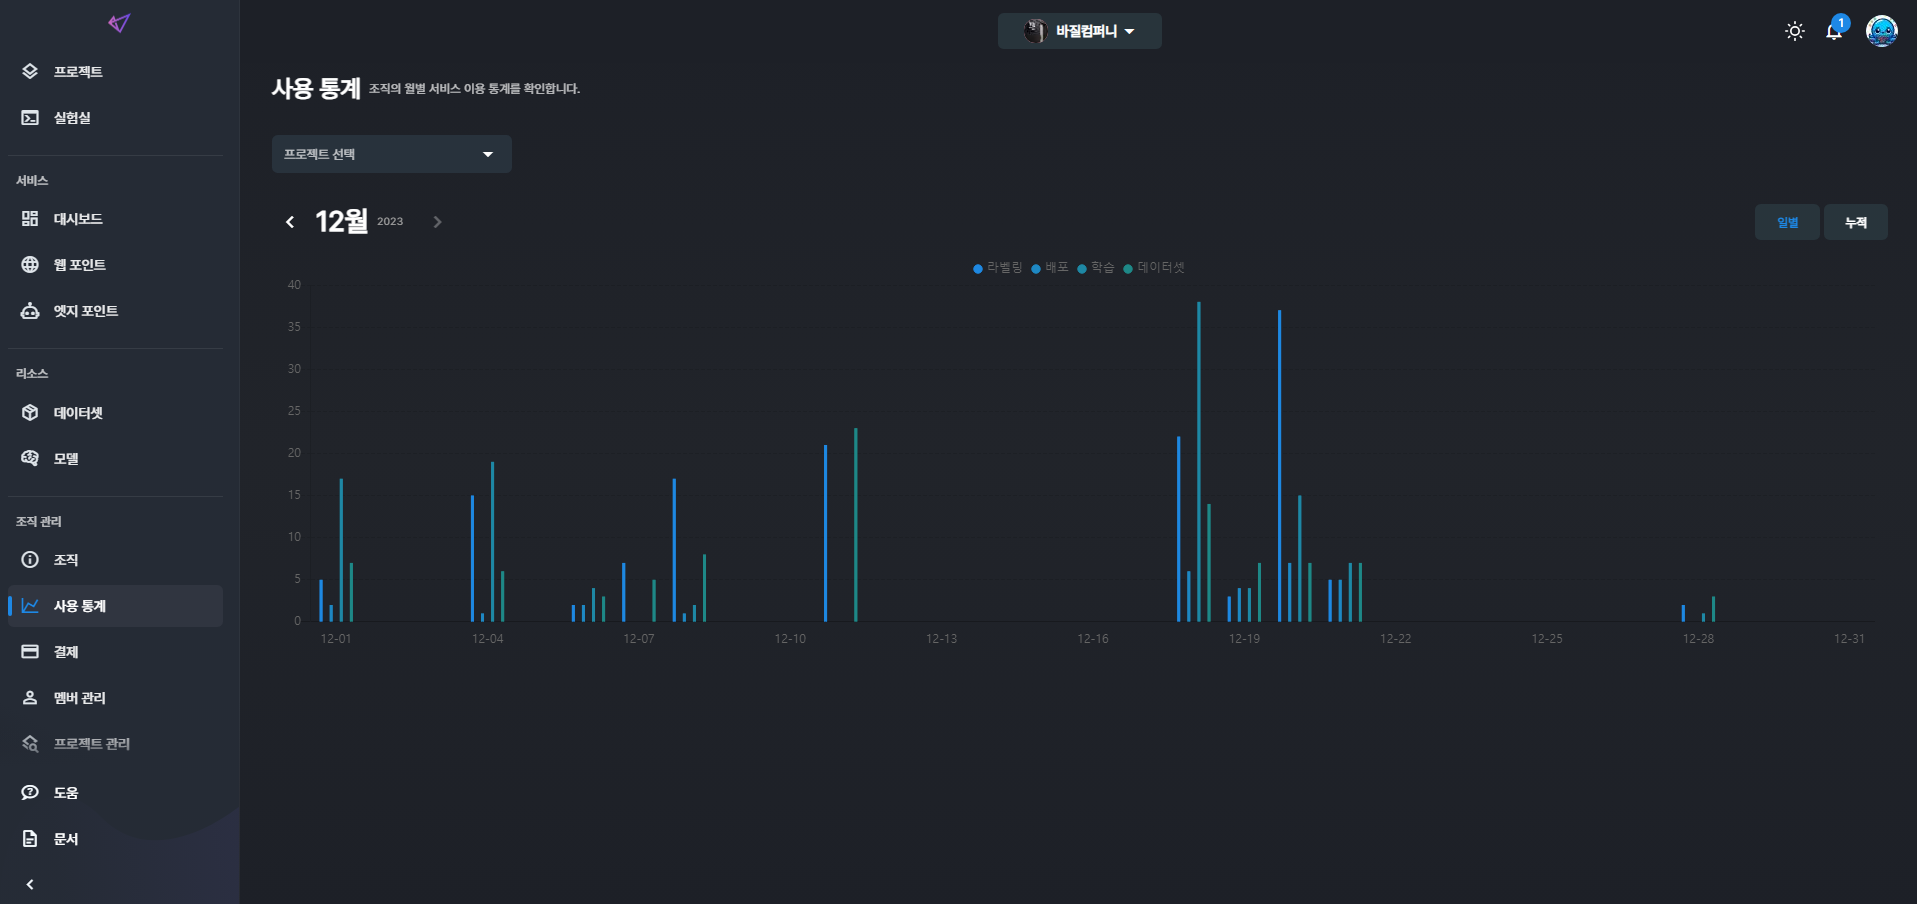 프로젝트
실험실
서비스
대시보드
웹 포인트
엣지 포인트
리소스
데이터셋
모델
조직 관리
조직
사용 통계
결제
멤버 관리
프로젝트 관리
도움
문서
바질컴퍼니
1
사용 통계 조직의 월별 서비스 이용 통계를 확인합니다.
프로젝트 선택
12월 2023
일별 누적
라벨링 배포 학습 데이터셋
40
35
30
25
20
15
10
5
0
12-01 12-04 12-07 12-10 12-13 12-16 12-19 12-22 12-25 12-28 12-31